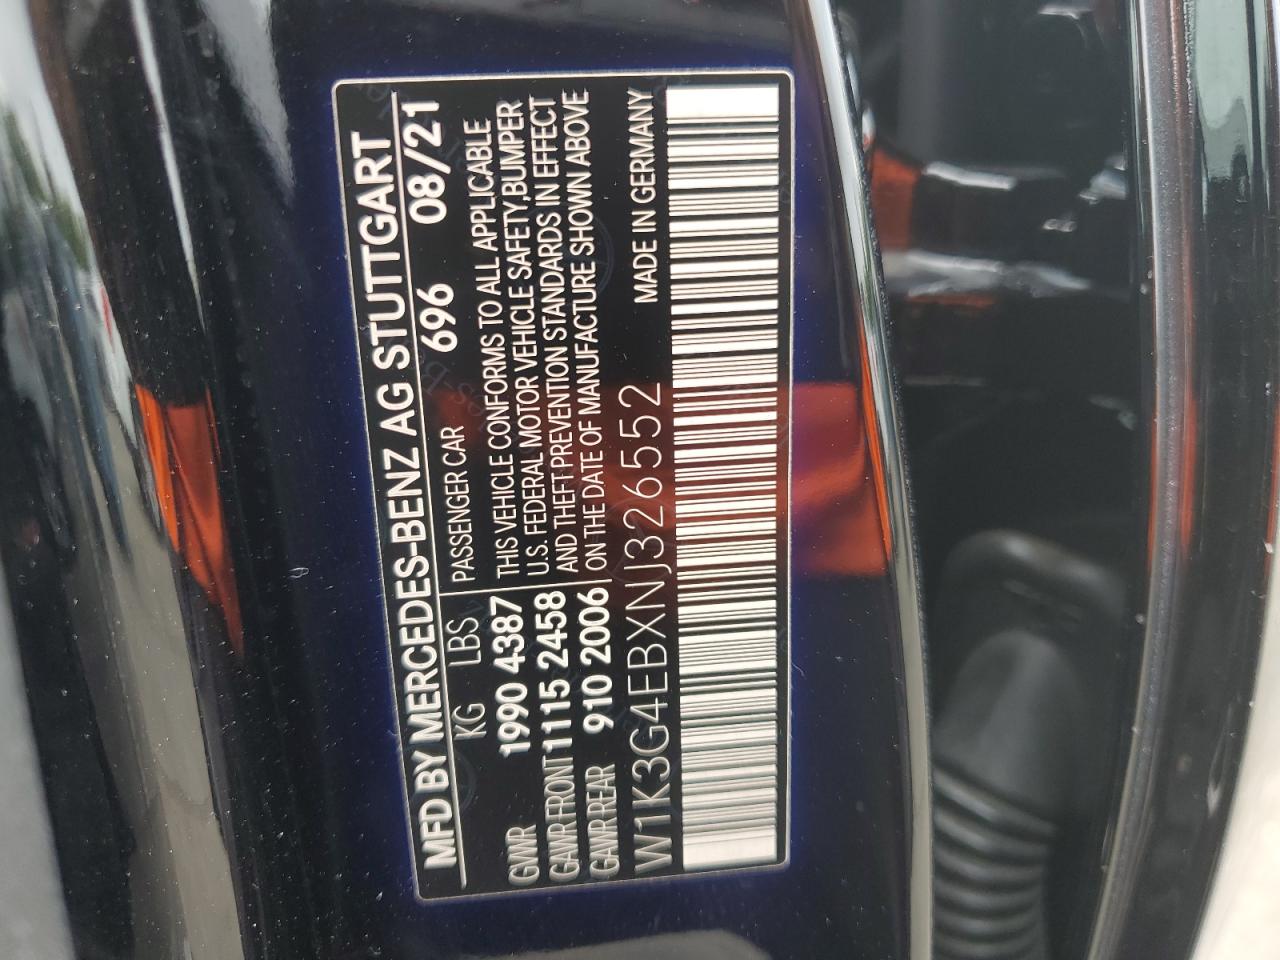 MFD BY MERCEDES-BENZ AG STUTTGART
KG LBS PASSENGER CAR 696 08/21
GVWR 1990 4387 THIS VEHICLE CONFORMS TO ALL APPLICABLE
GAWR-FRONT 1115 2458 U.S. FEDERAL MOTOR VEHICLE SAFETY,BUMPER
GAWR-REAR 910 2006 AND THEFT PREVENTION STANDARDS IN EFFECT
ON THE DATE OF MANUFACTURE SHOWN ABOVE
W1K3G4EBXNJ326552 MADE IN GERMANY